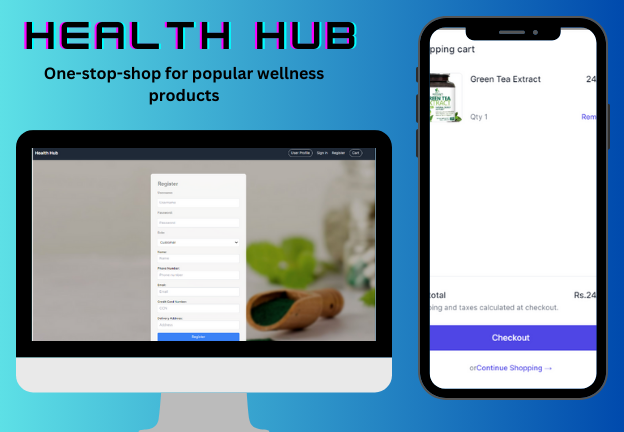 HEALTH HUB
One-stop-shop for popular wellness
products
Health Hub
User Profile Sign in Register Cart
Register
Username
Username
Password
Password
Role
Customer
Name
Name
Phone Number
Phone number
Email
Email
Credit Card Number
Delivery Address
Address
Register
pping cart
Green Tea Extract 24
GREEN TEA
EXTRACT
Qty 1 Rem
otal Rs.24
ping and taxes calculated at checkout.
Checkout
orContinue Shopping →